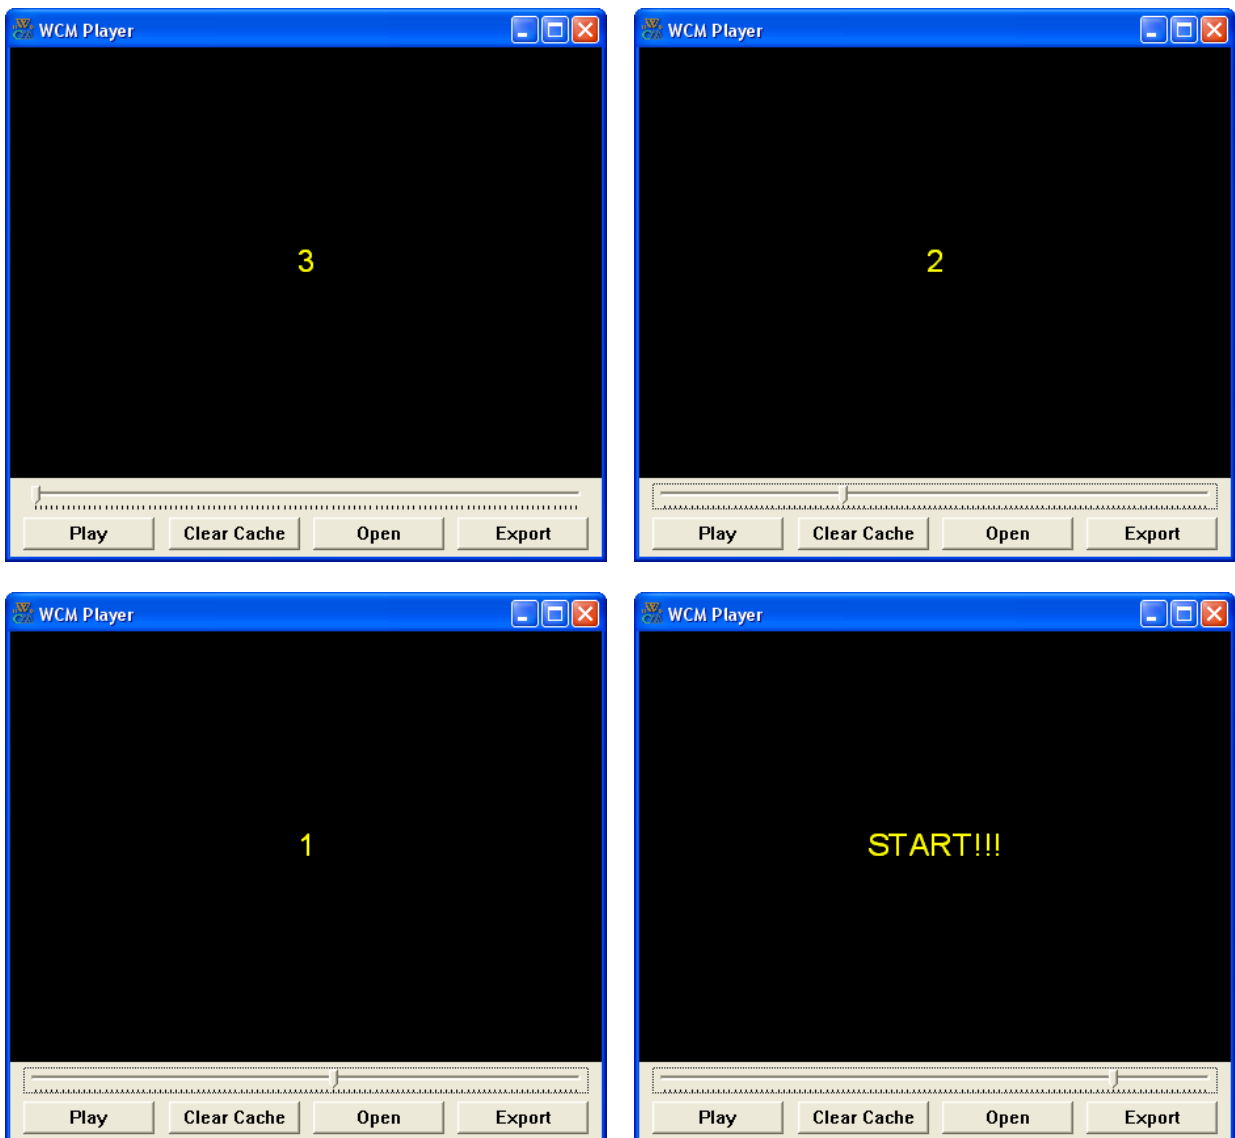 WCM Player
3
Play Clear Cache Open Export
WCM Player
2
Play Clear Cache Open Export
WCM Player
1
Play Clear Cache Open Export
WCM Player
START!!!
Play Clear Cache Open Export